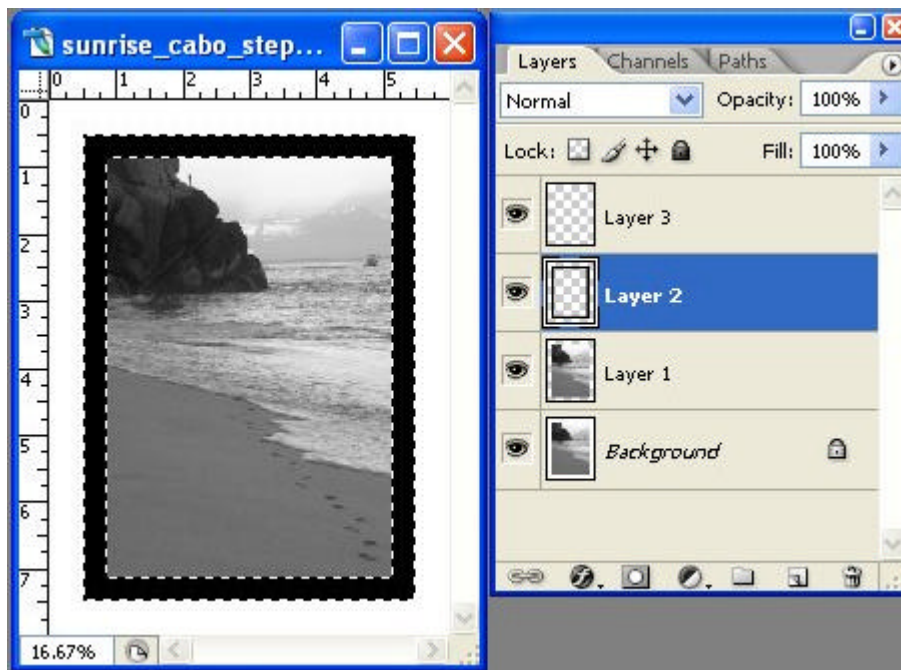 sunrise_cabo_step...
0 1 2 3 4 5
0
1
2
3
4
5
6
7
16.67%
Layers Channels Paths
Normal Opacity: 100%
Lock: Fill: 100%
Layer 3
Layer 2
Layer 1
Background